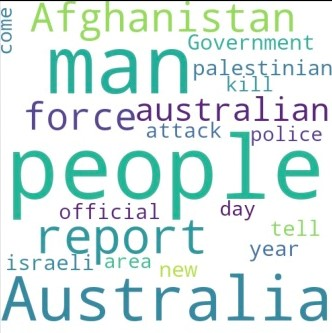 come
Afghanistan
Government
man
palestinian
kill
force australian
attack police
people
official day
report tell
year
israeli area new
Australia